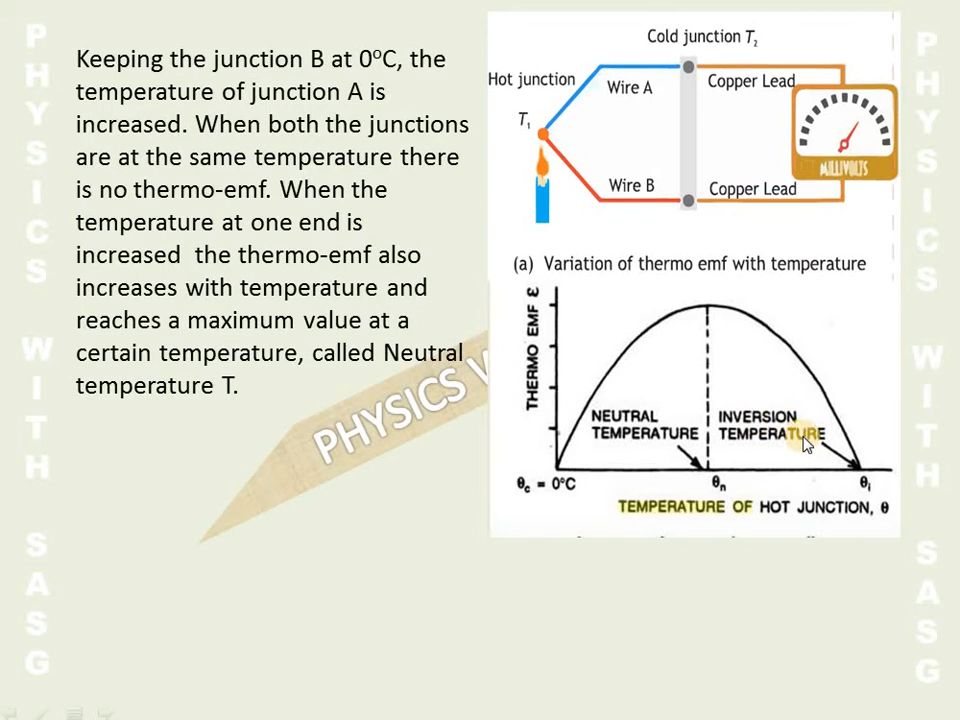 PHYSICS WITH SASG
Keeping the junction B at 0ºC, the
temperature of junction A is
increased. When both the junctions
are at the same temperature there
is no thermo-emf. When the
temperature at one end is
increased the thermo-emf also
increases with temperature and
reaches a maximum value at a
certain temperature, called Neutral
temperature T.
PHYSICS W
Cold junction T₂
Hot junction
Wire A
Copper Lead
T₁
MILLIVOLTS
Wire B
Copper Lead
(a) Variation of thermo emf with temperature
THERMO EMF ε
NEUTRAL
TEMPERATURE
INVERSION
TEMPERATURE
θc = 0°C
θn
θi
TEMPERATURE OF HOT JUNCTION, θ
PHYSICS WITH SASG